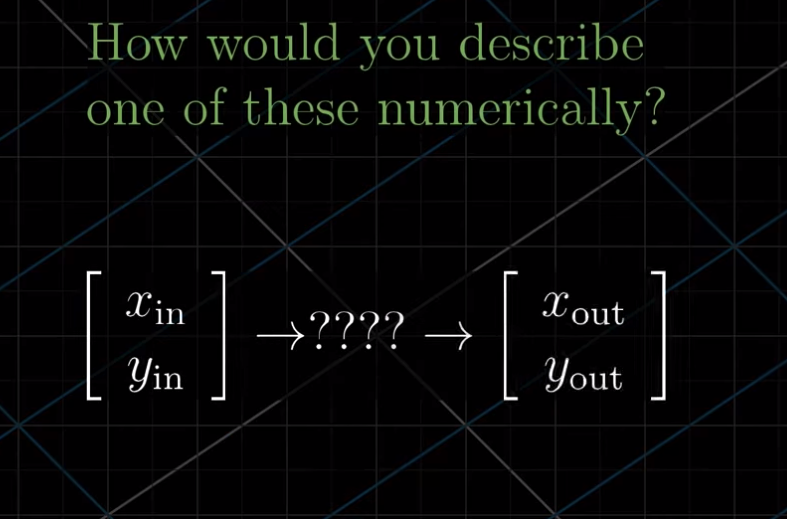 How would you describe
one of these numerically?
[ x_in y_in ] →????→ [ x_out y_out ]